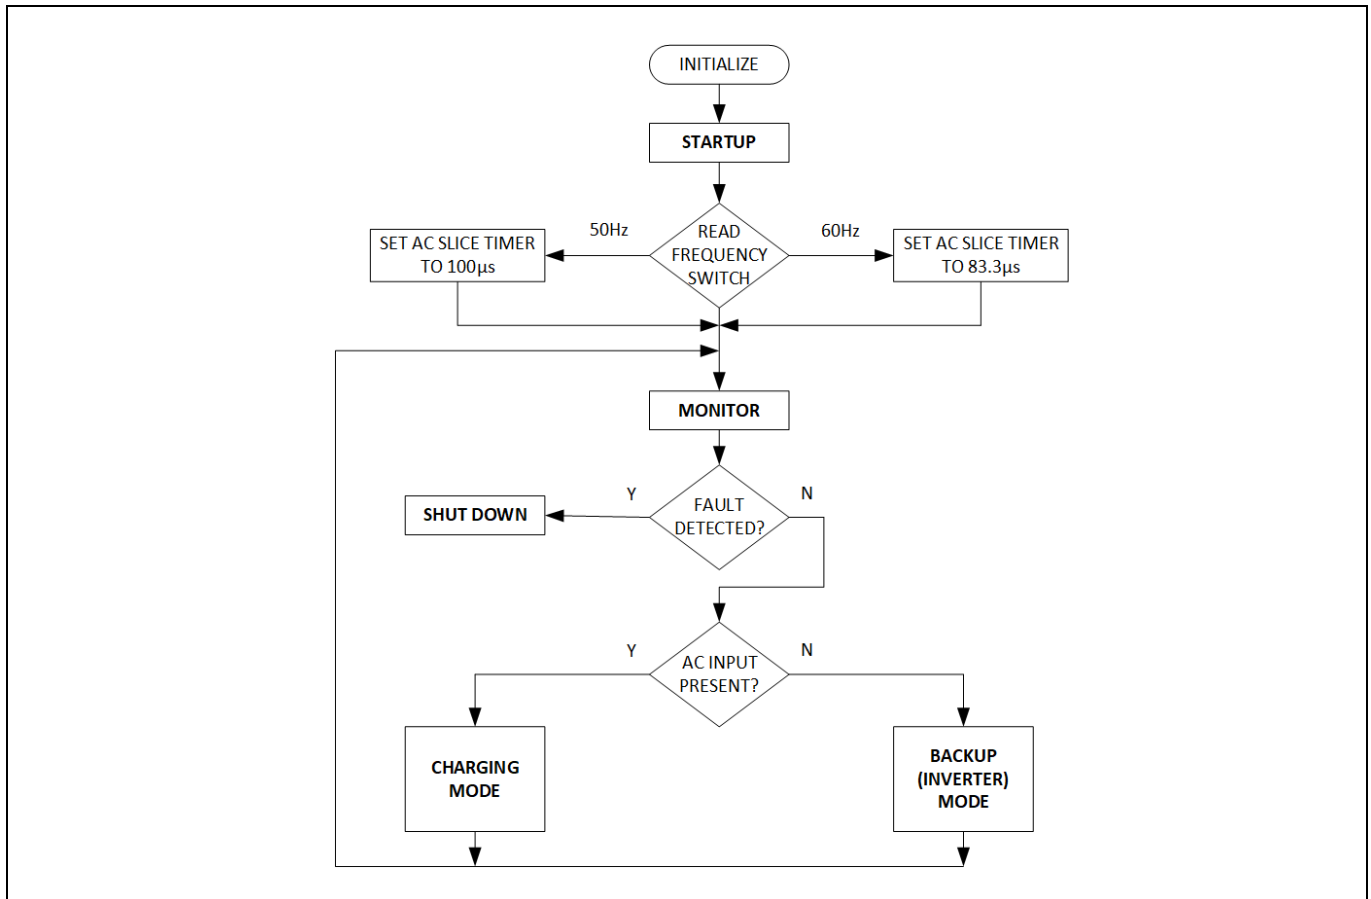 INITIALIZE
STARTUP
50Hz
READ
FREQUENCY
SWITCH
60Hz
SET AC SLICE TIMER
TO 100µs
SET AC SLICE TIMER
TO 83.3µs
MONITOR
Y
FAULT
DETECTED?
N
SHUT DOWN
Y
AC INPUT
PRESENT?
N
CHARGING
MODE
BACKUP
(INVERTER)
MODE